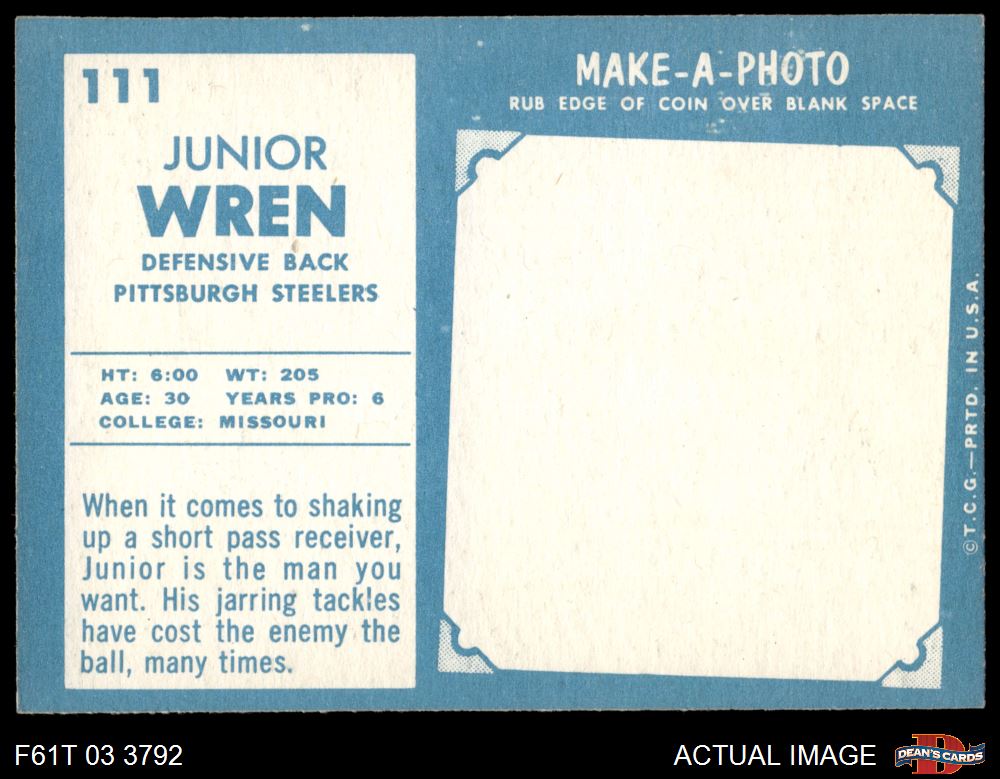 111
JUNIOR
WREN
DEFENSIVE BACK
PITTSBURGH STEELERS
HT: 6:00 WT: 205
AGE: 30 YEARS PRO: 6
COLLEGE: MISSOURI
When it comes to shaking
up a short pass receiver,
Junior is the man you
want. His jarring tackles
have cost the enemy the
ball, many times.
MAKE-A-PHOTO
RUB EDGE OF COIN OVER BLANK SPACE
©T.C.G.—PRTD. IN U.S.A.
F61T 03 3792
ACTUAL IMAGE
D
DEAN'S CARDS